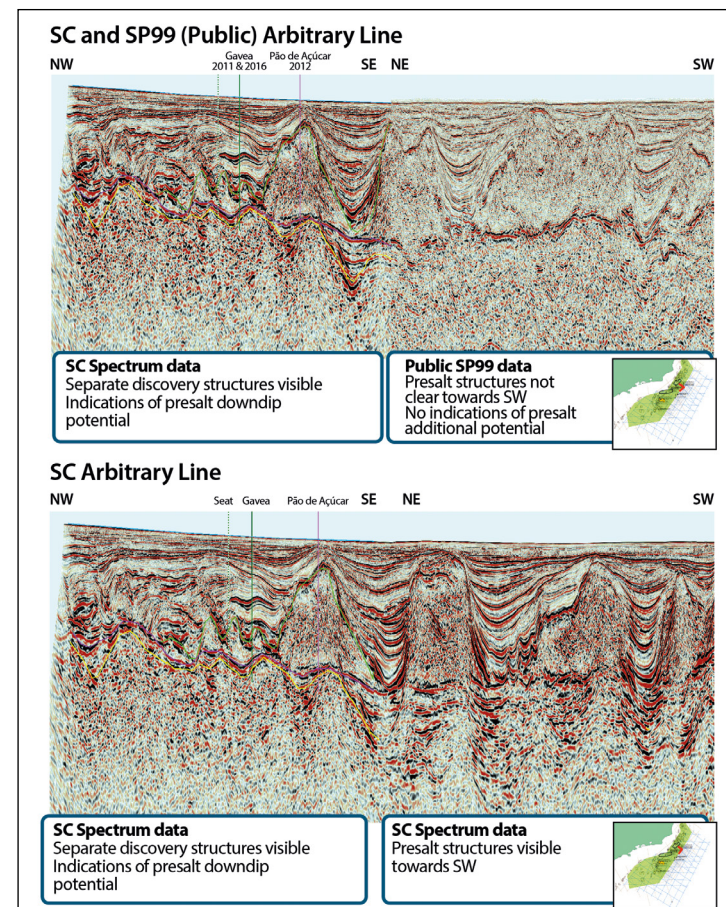 SC and SP99 (Public) Arbitrary Line
NW
Gavea
2011 & 2016
Pão de Açúcar
2012
SE NE
SW
SC Spectrum data
Separate discovery structures visible
Indications of presalt downdip
potential
Public SP99 data
Presalt structures not
clear towards SW
No indications of presalt
additional potential
SC Arbitrary Line
NW
Seat Gavea Pão de Açúcar SE NE
SW
SC Spectrum data
Separate discovery structures visible
Indications of presalt downdip
potential
SC Spectrum data
Presalt structures visible
towards SW